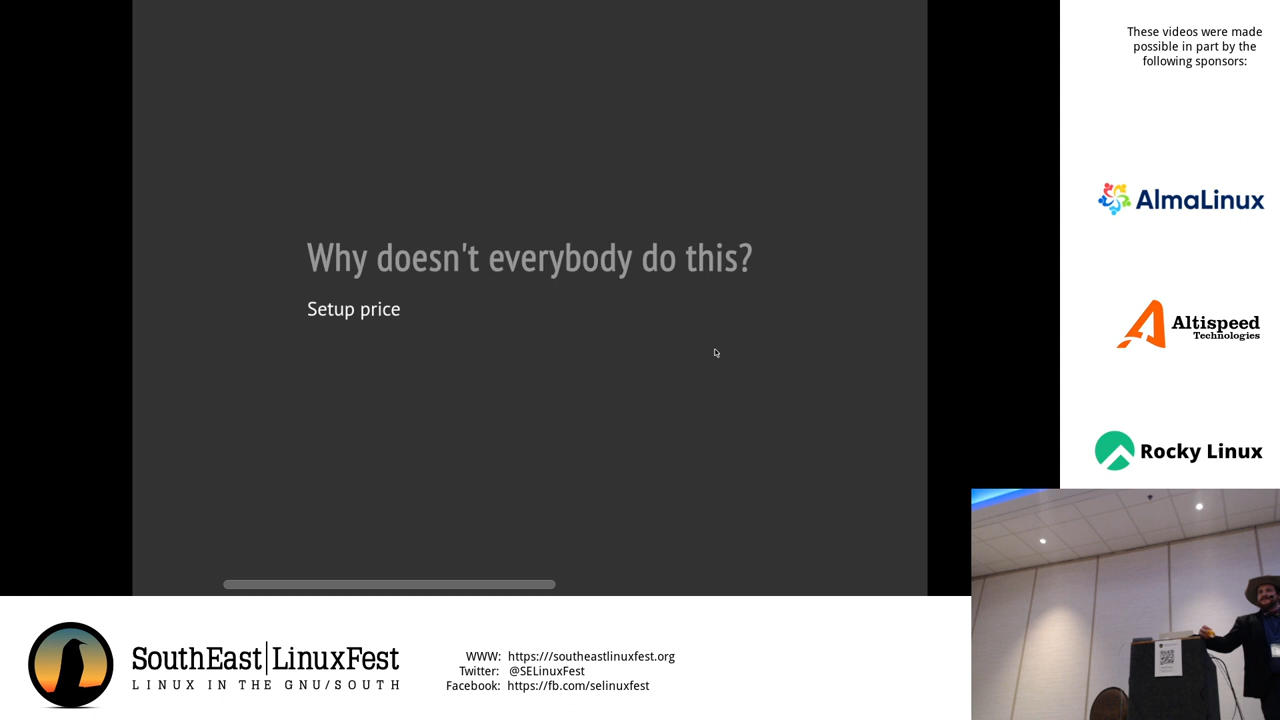 These videos were made
possible in part by the
following sponsors:
Why doesn't everybody do this?
Setup price
AlmaLinux
Altispeed
Technologies
Rocky Linux
SouthEast|LinuxFest
LINUX IN THE GNU/SOUTH
WWW: https:///southeastlinuxfest.org
Twitter: @SELinuxFest
Facebook: https://fb.com/selinuxfest